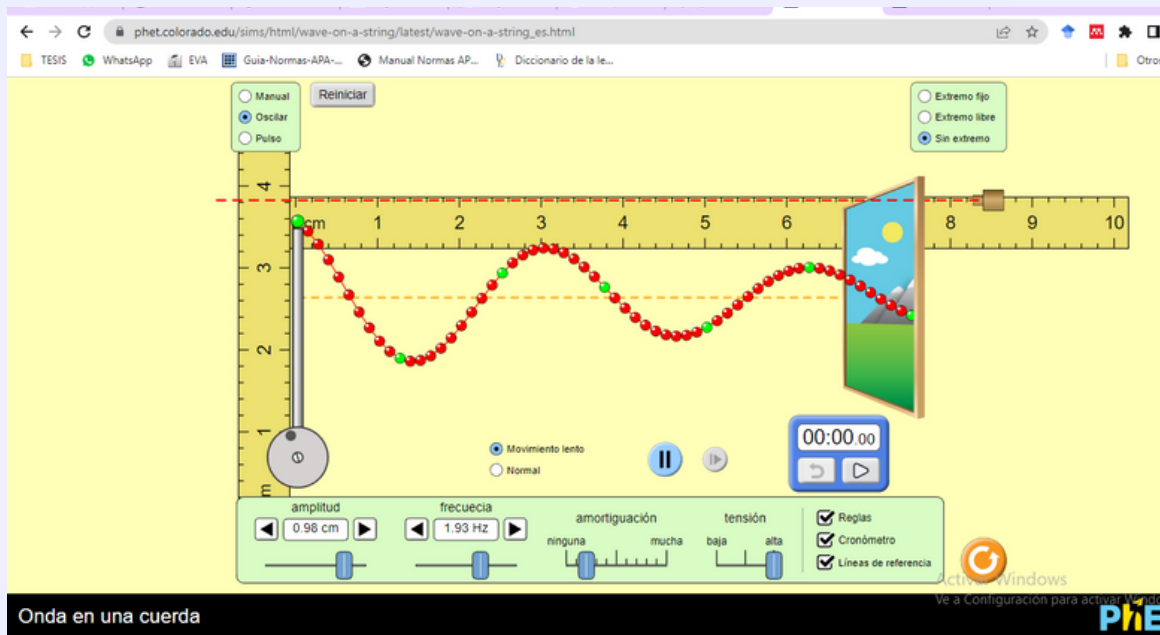 phet.colorado.edu/sims/html/wave-on-a-string/latest/wave-on-a-string_es.html
TESIS WhatsApp EVA Guia-Normas-APA-... Manual Normas AP... Diccionario de la le... Otros
Manual
Oscilar
Pulso
Reiniciar
Extremo fijo
Extremo libre
Sin extremo
4
3
2
1
cm 1 2 3 4 5 6 8 9 10
Movimiento lento
Normal
00:00.00
amplitud
0.98 cm
frecuecia
1.93 Hz
amortiguación
ninguna mucha
tensión
baja alta
Reglas
Cronómetro
Líneas de referencia
Activar Windows
Ve a Configuración para activar
Onda en una cuerda